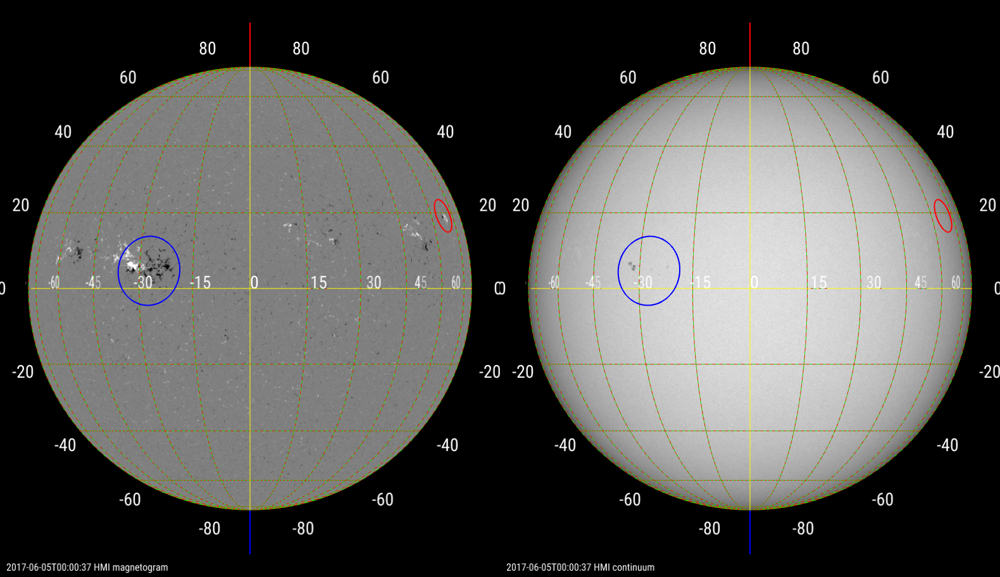 80 80 80 80
60 60 60 60
40 40 40 40
20 20 20 20
-60 -45 -30 -15 0 15 30 45 60 -60 -45 -30 -15 0 15 30 45 60
0 0 0 0
-20 -20 -20 -20
-40 -40 -40 -40
-60 -60 -60 -60
-80 -80 -80 -80
2017-06-05T00:00:37 HMI magnetogram
2017-06-05T00:00:37 HMI continuum